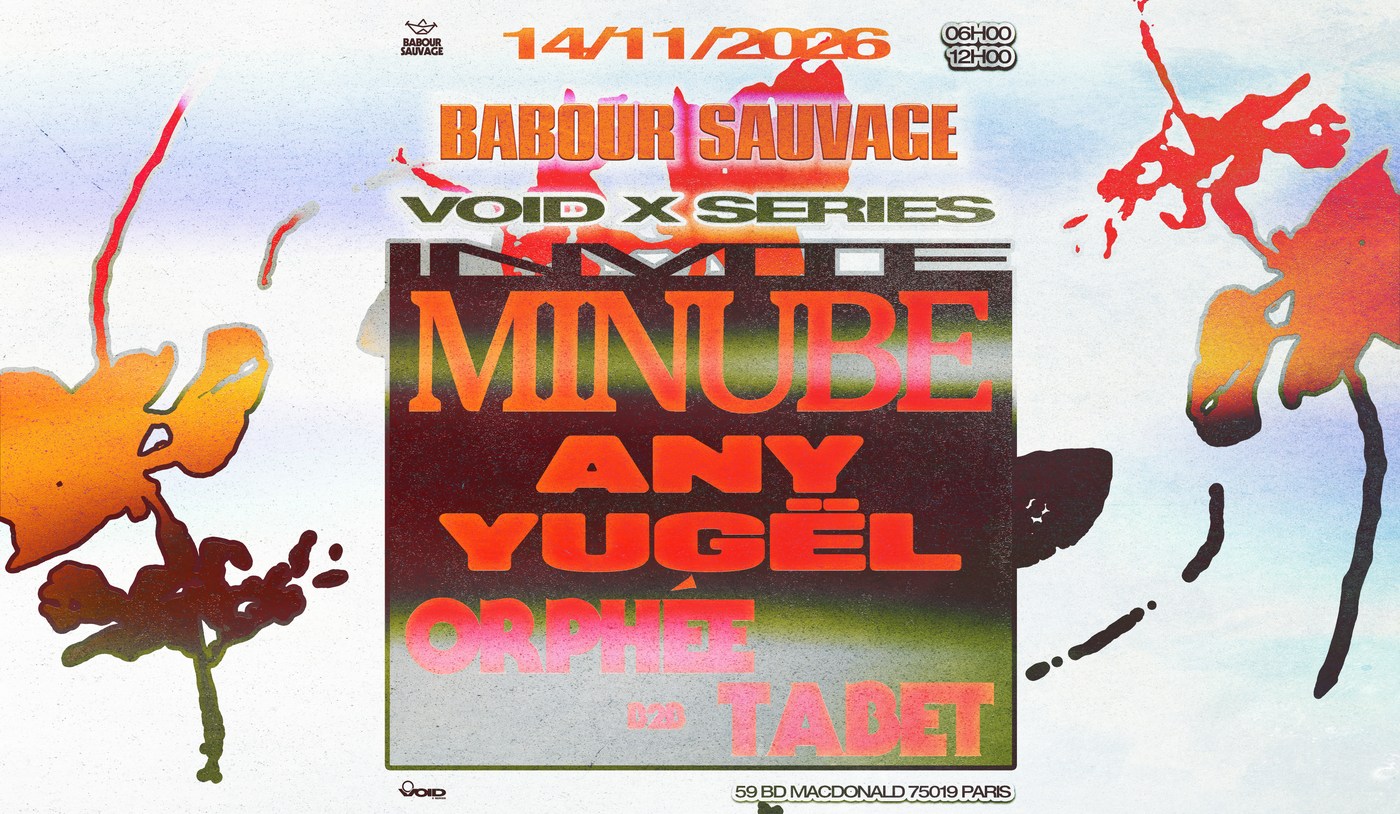 BABOUR
SAUVAGE
14/11/2026
06H00
12H00
BABOUR SAUVAGE
VOID X SERIES
INVITE
MINUBE
ANY
YUGËL
ORPHÉE
B2B
TABET
VOID
59 BD MACDONALD 75019 PARIS